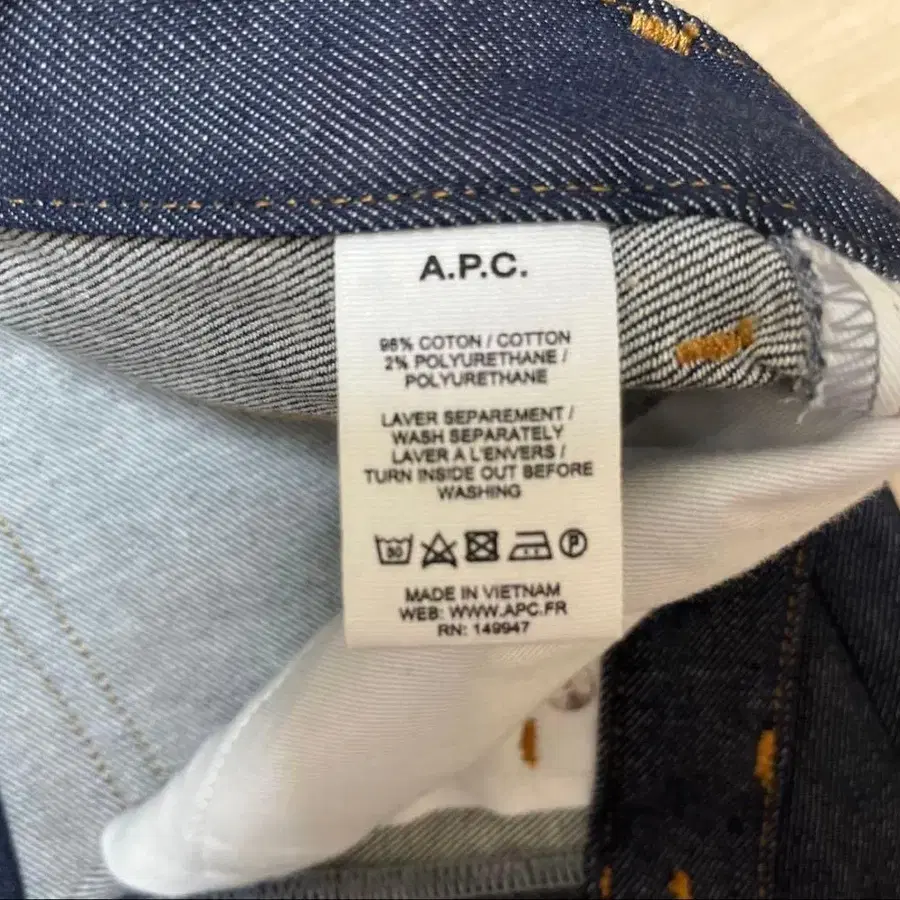 A.P.C.
98% COTON / COTTON
2% POLYURETHANE /
POLYURETHANE
LAVER SEPAREMENT /
WASH SEPARATELY
LAVER A L'ENVERS /
TURN INSIDE OUT BEFORE
WASHING
30 P
MADE IN VIETNAM
WEB: WWW.APC.FR
RN: 149947